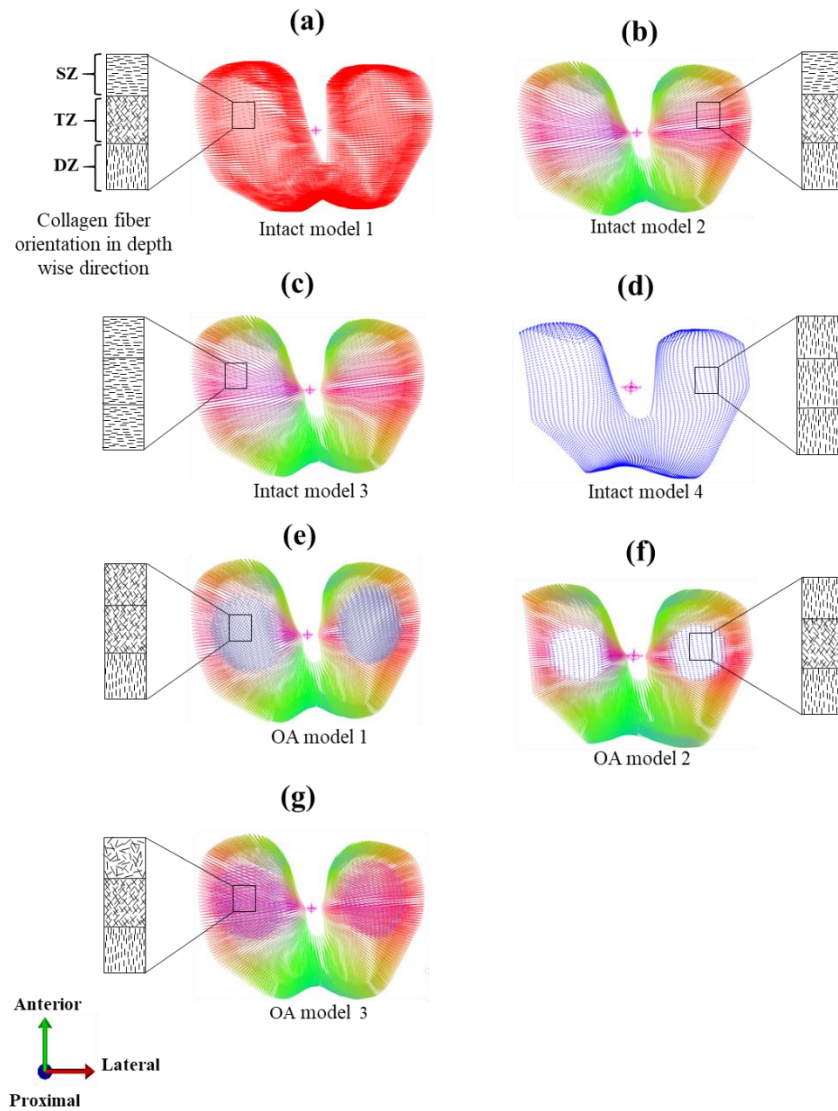 (a)
(b)
SZ
TZ
DZ
Collagen fiber
orientation in depth
wise direction
Intact model 1
Intact model 2
(c)
(d)
Intact model 3
Intact model 4
(e)
(f)
OA model 1
OA model 2
(g)
OA model 3
Anterior
Lateral
Proximal